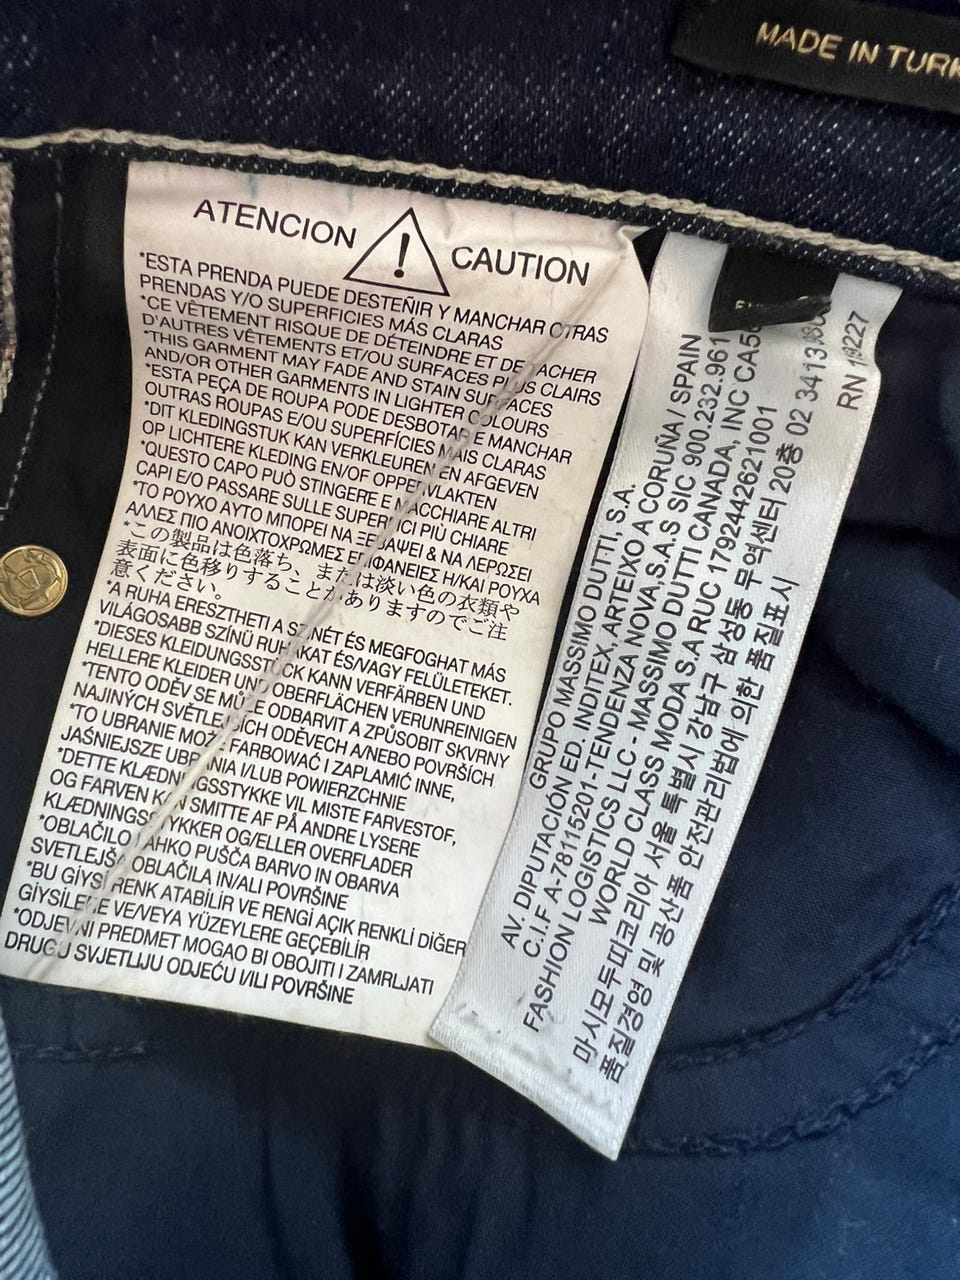 MADE IN
ATENCION ! CAUTION
*ESTA PRENDA PUEDE DESTEÑIR Y MANCHAR OTRAS
PRENDAS Y/O SUPERFICIES MÁS CLARAS
*CE VÊTEMENT RISQUE DE DÉTEINDRE ET DE TACHER
D'AUTRES VÊTEMENTS ET/OU SURFACES PLUS CLAIRS
*THIS GARMENT MAY FADE AND STAIN SURFACES
AND/OR OTHER GARMENTS IN LIGHTER COLOURS
*ESTA PEÇA DE ROUPA PODE DESBOTAR E MANCHAR
OUTRAS ROUPAS E/OU SUPERFÍCIES MAIS CLARAS
*DIT KLEDINGSTUK KAN VERKLEUREN EN AFGEVEN
OP LICHTERE KLEDING EN/OF OPPERVLAKTEN
*QUESTO CAPO PUÒ STINGERE E MACCHIARE ALTRI
CAPI E/O PASSARE SULLE SUPERFICI PIÙ CHIARE
*ΤΟ ΡΟΥΧΟ ΑΥΤΟ ΜΠΟΡΕΙ ΝΑ ΞΕΒΑΨΕΙ & ΝΑ ΛΕΡΩΣΕΙ
ΑΛΛΕΣ ΠΙΟ ΑΝΟΙΧΤΟΧΡΩΜΕΣ ΕΠΙΦΑΝΕΙΕΣ Η/ΚΑΙ ΡΟΥΧΑ
*この製品は色落ち、または淡い色の衣類や
表面に色移りすることがありますのでご注
意ください。
*A RUHA ERESZTHETI A SZINÉT ÉS MEGFOGHAT MÁS
VILÁGOSABB SZÍNÜ RUHÁKAT ÉS/VAGY FELÜLETEKET.
*DIESES KLEIDUNGSSTÜCK KANN VERFÄRBEN UND
HELLERE KLEIDER UND OBERFLÄCHEN VERUNREINIGEN
*TENTO ODĚV SE MŮŽE ODBARVIT A ZPŮSOBIT SKVRNY
NAJINÝCH SVĚTLEJŠÍCH ODĚVECH A/NEBO POVRŠÍCH
*TO UBRANIE MOŻE FARBOWAĆ I ZAPLAMIĆ INNE,
JAŚNIEJSZE UBRANIA I/LUB POWIERZCHNIE
*DETTE KLÆDNINGSSTYKKE VIL MISTE FARVESTOF,
OG FARVEN KAN SMITTE AF PÅ ANDRE LYSERE
KLÆDNINGSSTYKKER OG/ELLER OVERFLADER
*OBLAČILO LAHKO PUŠČA BARVO IN OBARVA
SVETLEJŠA OBLAČILA IN/ALI POVRŠINE
*BU GİYSİ RENK ATABİLİR VE RENGİ AÇIK RENKLİ DİĞER
GİYSİLERE VE/VEYA YÜZEYLERE GEÇEBİLİR
*ODJEVNI PREDMET MOGAO BI OBOJITI I ZAMRLJATI
DRUGU SVJETLIJU ODJEĆU I/ILI POVRŠINE
GRUPO MASSIMO DUTTI, S.A.
AV. DIPUTACIÓN ED. INDITEX, ARTEIXO A CORUÑA / SPAIN
C.I.F A-78115201-TENDENZA NOVA,S.A.S SIC 900.232.961
FASHION LOGISTICS LLC - MASSIMO DUTTI CANADA, INC
WORLD CLASS MODA S.A RUC 1792442621001
마시모두띠코리아 서울 특별시 강남구 삼성동 무역센터 20층 02 3413
품질경영 및 공산품 안전관리법에 의한 품질표시
RN